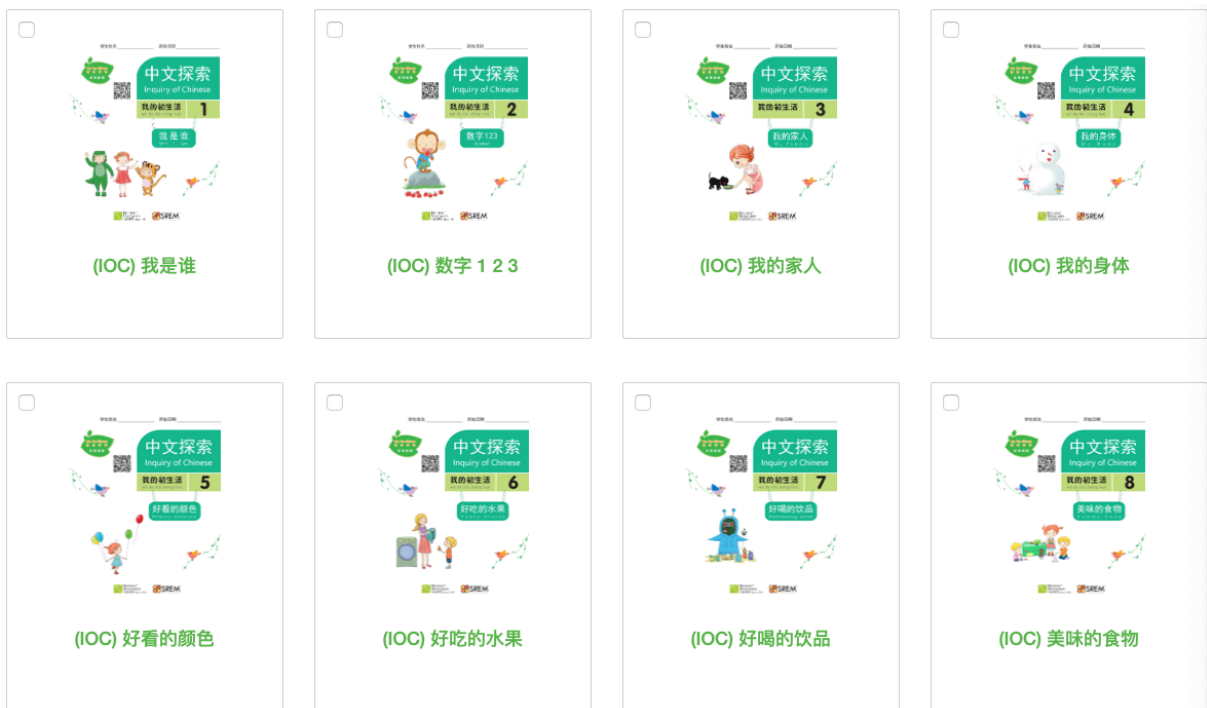 中文探索
Inquiry of Chinese
我的初生活 1
我是谁
SREM
(IOC) 我是谁
中文探索
Inquiry of Chinese
我的初生活 2
数字123
SREM
(IOC) 数字 1 2 3
中文探索
Inquiry of Chinese
我的初生活 3
我的家人
SREM
(IOC) 我的家人
中文探索
Inquiry of Chinese
我的初生活 4
我的身体
SREM
(IOC) 我的身体
中文探索
Inquiry of Chinese
我的初生活 5
好看的颜色
SREM
(IOC) 好看的颜色
中文探索
Inquiry of Chinese
我的初生活 6
好吃的水果
SREM
(IOC) 好吃的水果
中文探索
Inquiry of Chinese
我的初生活 7
好喝的饮品
SREM
(IOC) 好喝的饮品
中文探索
Inquiry of Chinese
我的初生活 8
美味的食物
SREM
(IOC) 美味的食物